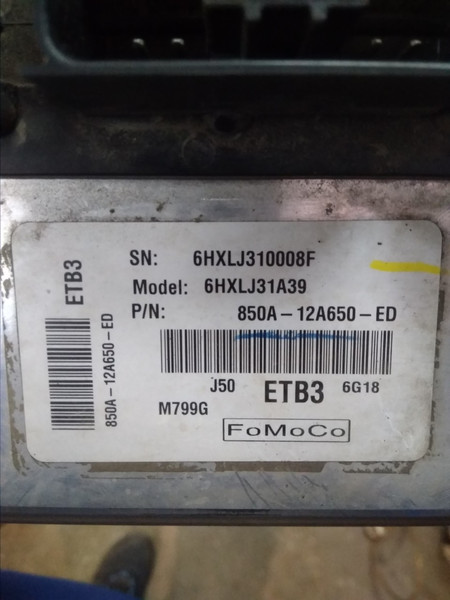 SN: 6HXLJ310008F
Model: 6HXLJ31A39
P/N: 850A-12A650-ED
J50 ETB3 6G18
M799G
FoMoCo
ETB3
850A-12A650-ED